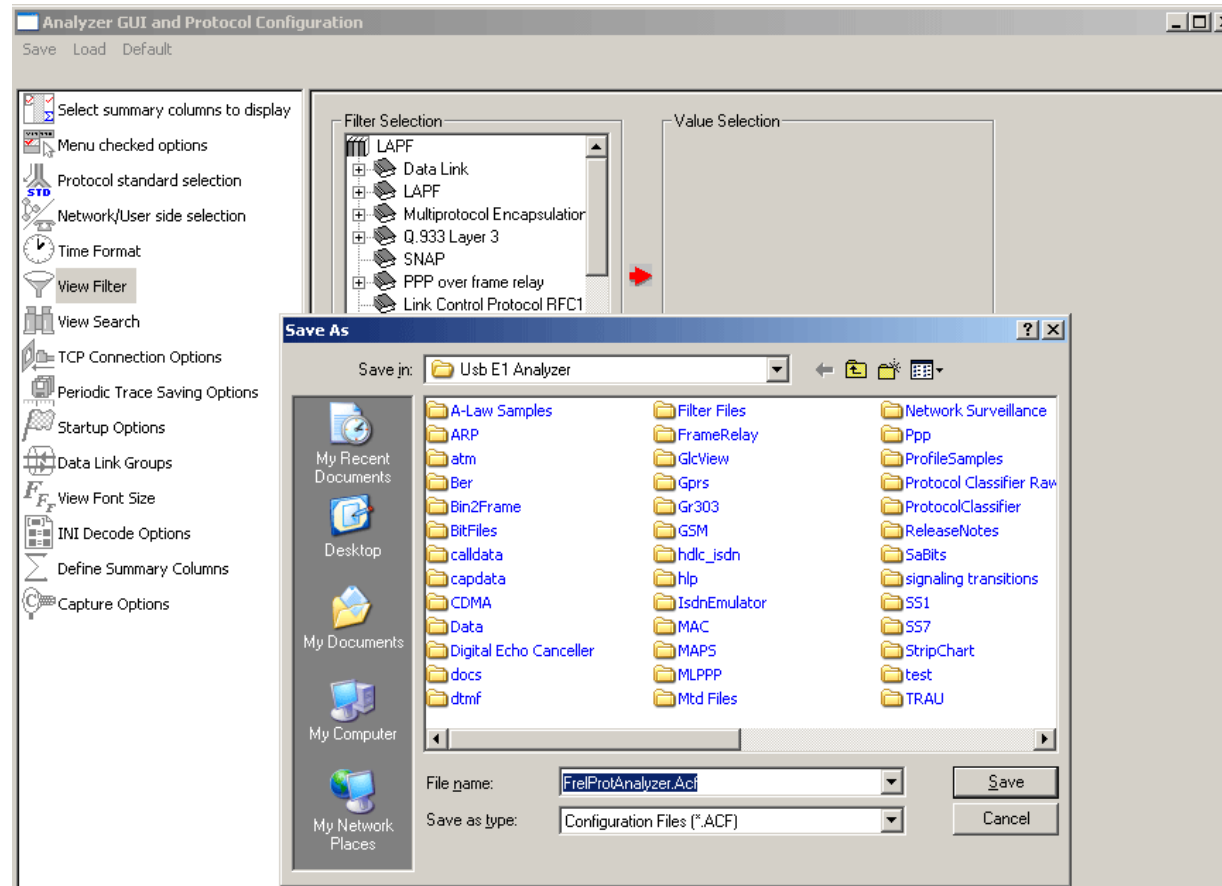 Analyzer GUI and Protocol Configuration
Save Load Default
Select summary columns to display
Menu checked options
STD
Protocol standard selection
Network/User side selection
Time Format
View Filter
View Search
TCP Connection Options
Periodic Trace Saving Options
Startup Options
Data Link Groups
View Font Size
INI Decode Options
Define Summary Columns
Capture Options
Filter Selection
LAPF
Data Link
LAPF
Multiprotocol Encapsulation
Q.933 Layer 3
SNAP
PPP over frame relay
Link Control Protocol RFC1
Value Selection
Save As
Save in: Usb E1 Analyzer
My Recent Documents
Desktop
My Documents
My Computer
My Network Places
A-Law Samples
ARP
atm
Ber
Bin2Frame
BitFiles
calldata
capdata
CDMA
Data
Digital Echo Canceller
docs
dtmf
Filter Files
FrameRelay
GlcView
Gprs
Gr303
GSM
hdlc_isdn
hlp
IsdnEmulator
MAC
MAPS
MLPPP
Mtd Files
Network Surveillance
Ppp
ProfileSamples
Protocol Classifier Raw
ProtocolClassifier
ReleaseNotes
SaBits
signaling transitions
SS1
SS7
StripChart
test
TRAU
File name: FrelProtAnalyzer.Acf
Save
Save as type: Configuration Files (*.ACF)
Cancel